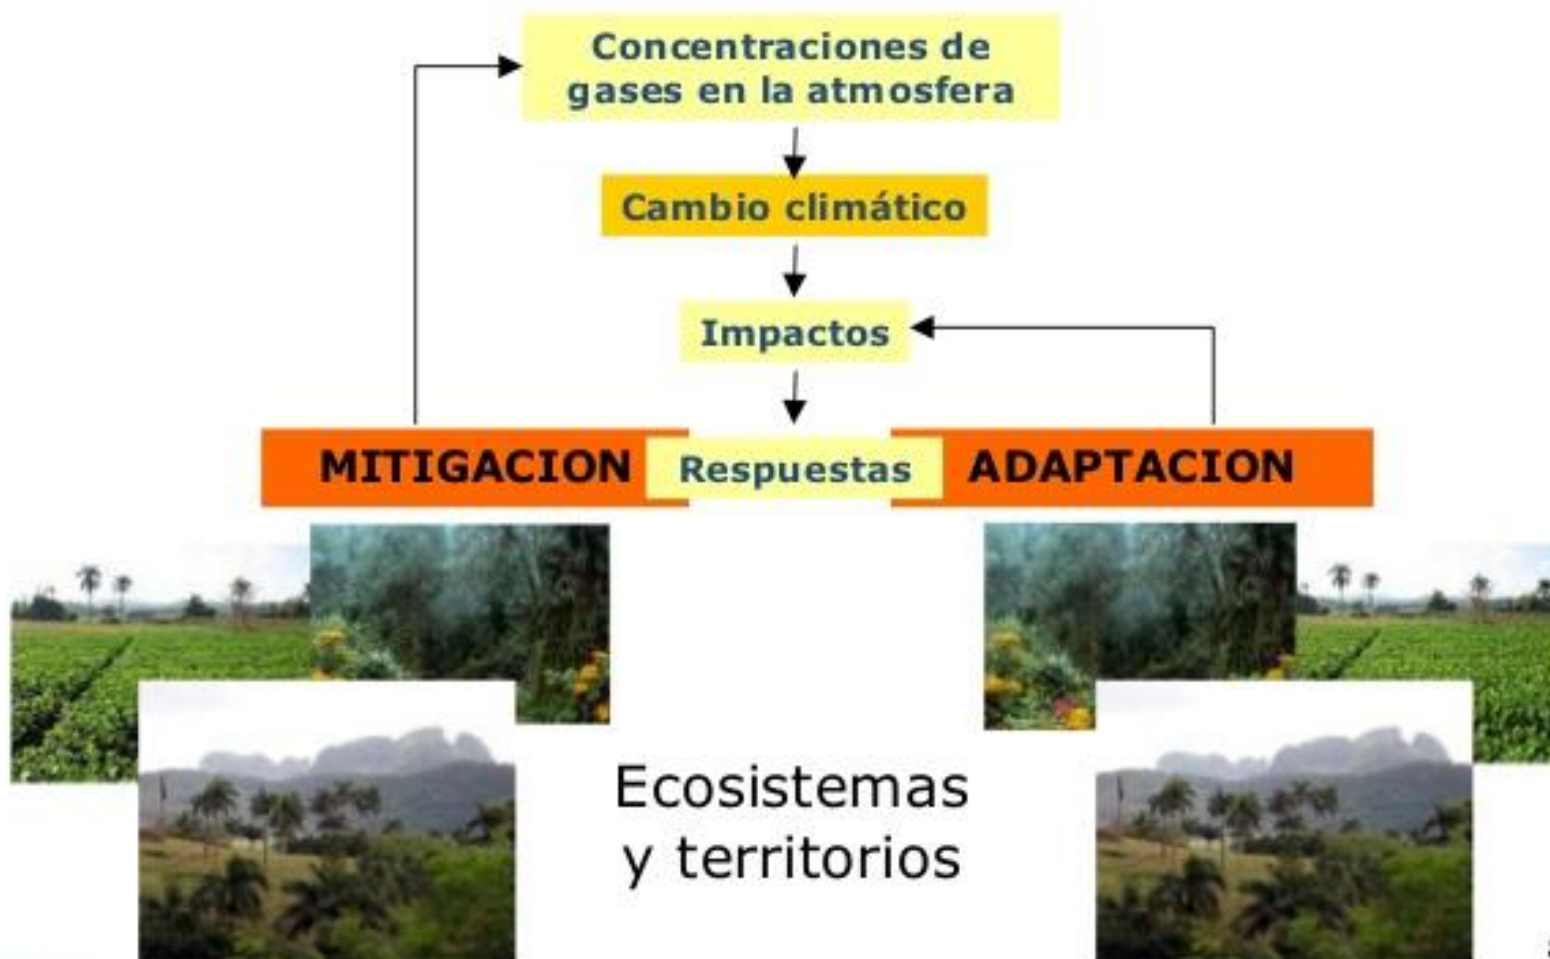 Concentraciones de
gases en la atmosfera
Cambio climático
Impactos
MITIGACION
Respuestas
ADAPTACION
Ecosistemas
y territorios